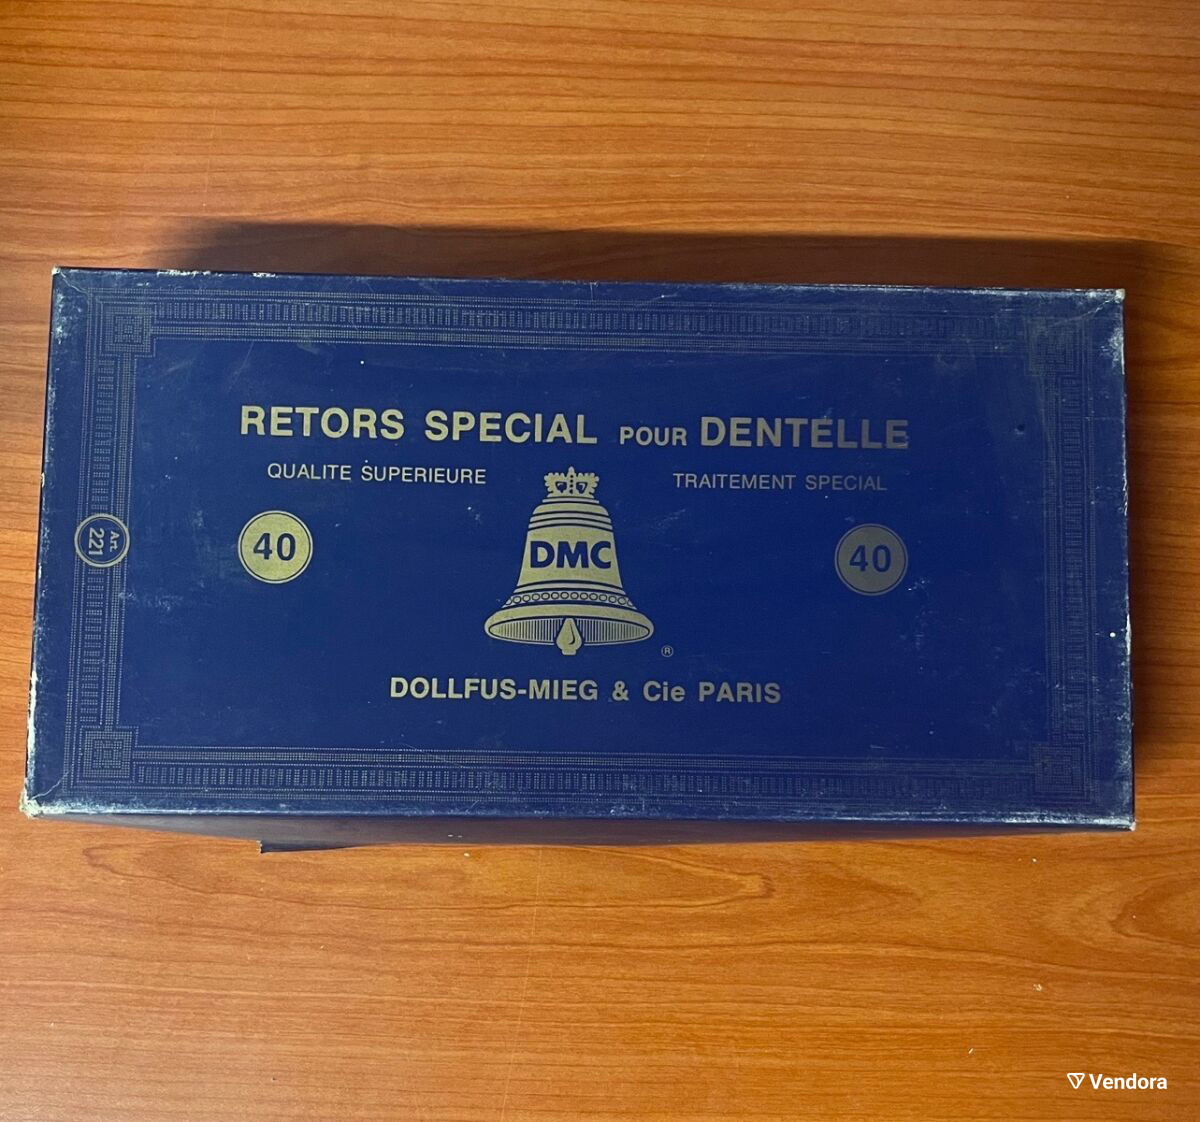 RETORS SPECIAL POUR DENTELLE
QUALITE SUPERIEURE
TRAITEMENT SPECIAL
40
DMC
40
Art.
221
®
DOLLFUS-MIEG & Cie PARIS
Vendora